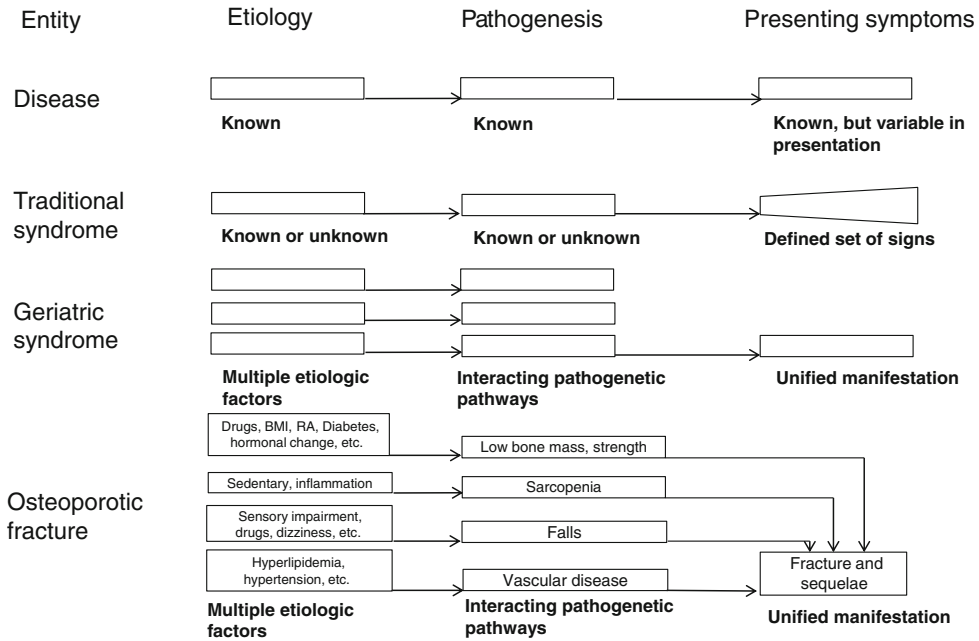 Entity
Etiology
Pathogenesis
Presenting symptoms
Disease
Known
Known
Known, but variable in
presentation
Traditional
syndrome
Known or unknown
Known or unknown
Defined set of signs
Geriatric
syndrome
Multiple etiologic
factors
Interacting pathogenetic
pathways
Unified manifestation
Osteoporotic
fracture
Drugs, BMI, RA, Diabetes,
hormonal change, etc.
Low bone mass, strength
Sedentary, inflammation
Sarcopenia
Sensory impairment,
drugs, dizziness, etc.
Falls
Hyperlipidemia,
hypertension, etc.
Vascular disease
Fracture and
sequelae
Multiple etiologic
factors
Interacting pathogenetic
pathways
Unified manifestation